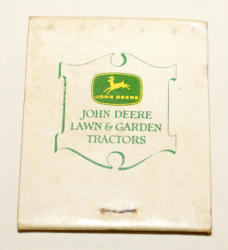 JOHN DEERE
JOHN DEERE
LAWN & GARDEN
TRACTORS